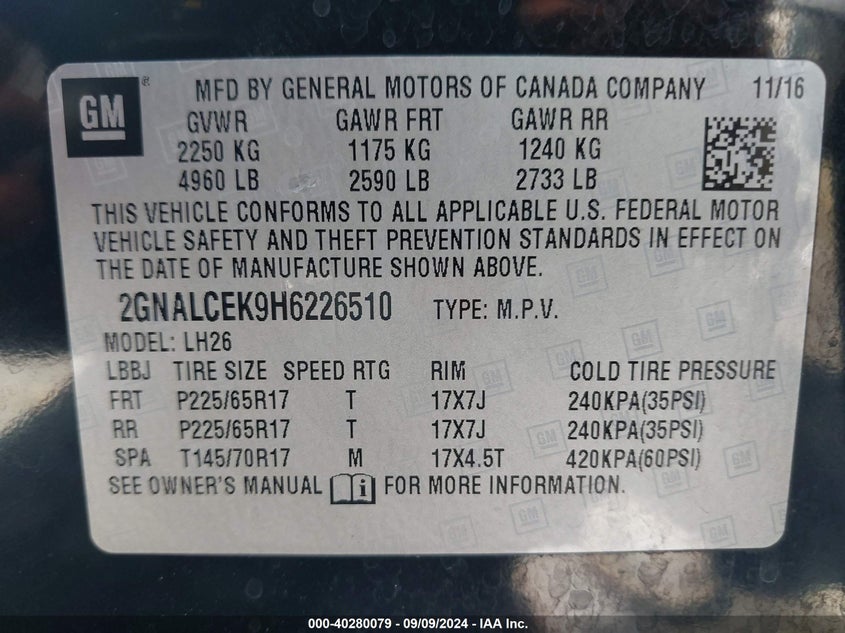 GM ® MFD BY GENERAL MOTORS OF CANADA COMPANY 11/16
GVWR GAWR FRT GAWR RR
2250 KG 1175 KG 1240 KG
4960 LB 2590 LB 2733 LB
THIS VEHICLE CONFORMS TO ALL APPLICABLE U.S. FEDERAL MOTOR
VEHICLE SAFETY AND THEFT PREVENTION STANDARDS IN EFFECT ON
THE DATE OF MANUFACTURE SHOWN ABOVE.
2GNALCEK9H6226510 TYPE: M.P.V.
MODEL: LH26
LBBJ TIRE SIZE SPEED RTG RIM COLD TIRE PRESSURE
FRT P225/65R17 T 17X7J 240KPA(35PSI)
RR P225/65R17 T 17X7J 240KPA(35PSI)
SPA T145/70R17 M 17X4.5T 420KPA(60PSI)
SEE OWNER'S MANUAL i FOR MORE INFORMATION.
000-40280079 - 09/09/2024 - IAA Inc.